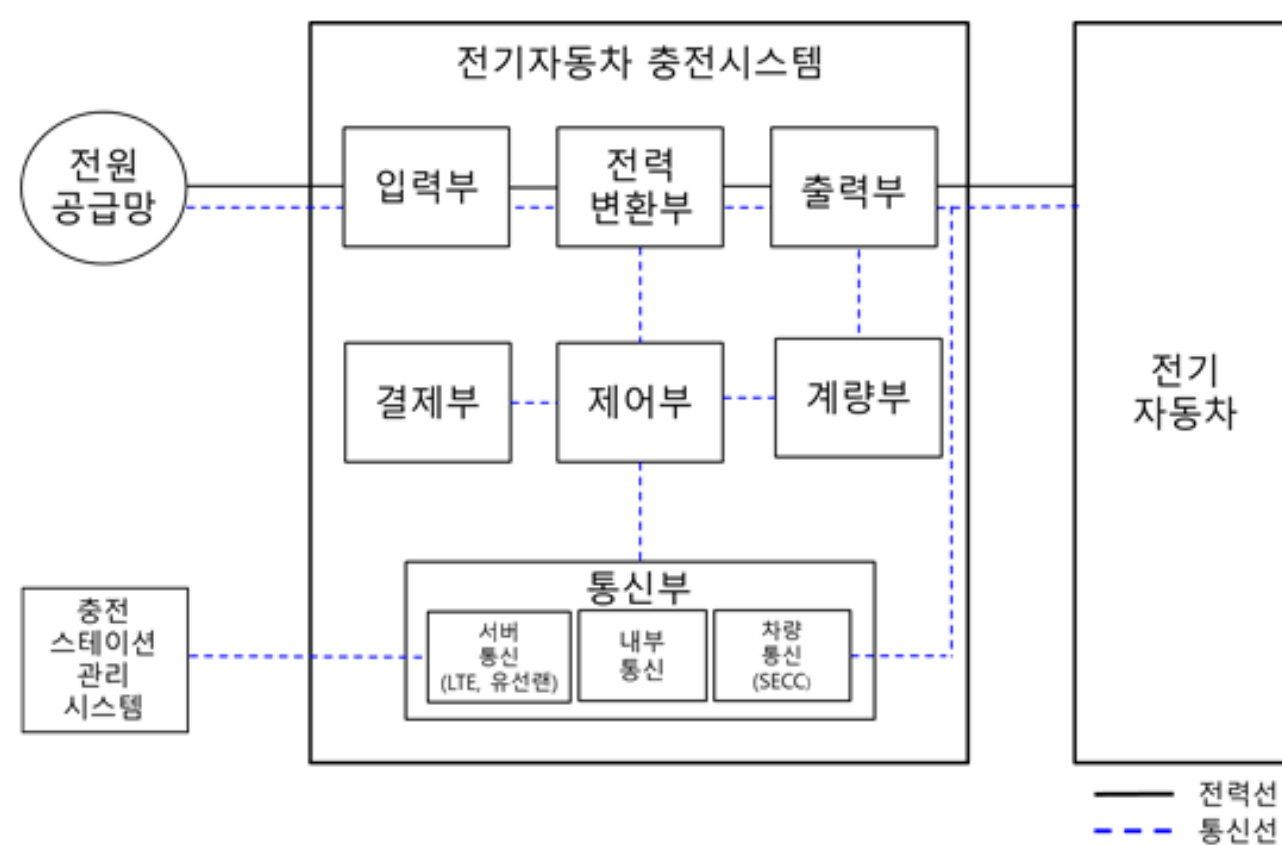 전기자동차 충전시스템
전원
공급망
입력부
전력
변환부
출력부
결제부
제어부
계량부
전기
자동차
통신부
서버
통신
(LTE, 유선랜)
내부
통신
차량
통신
(SECC)
충전
스테이션
관리
시스템
전력선
통신선